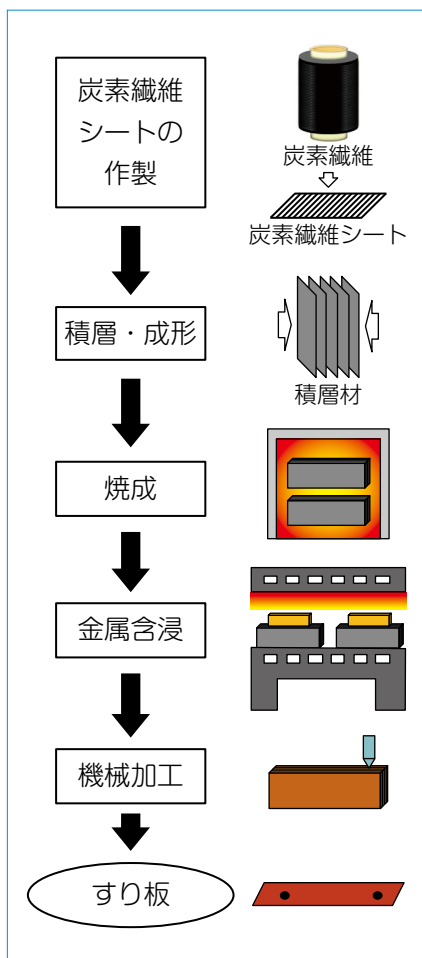 炭素繊維
シートの
作製
炭素繊維
炭素繊維シート
積層・成形
積層材
焼成
金属含浸
機械加工
すり板